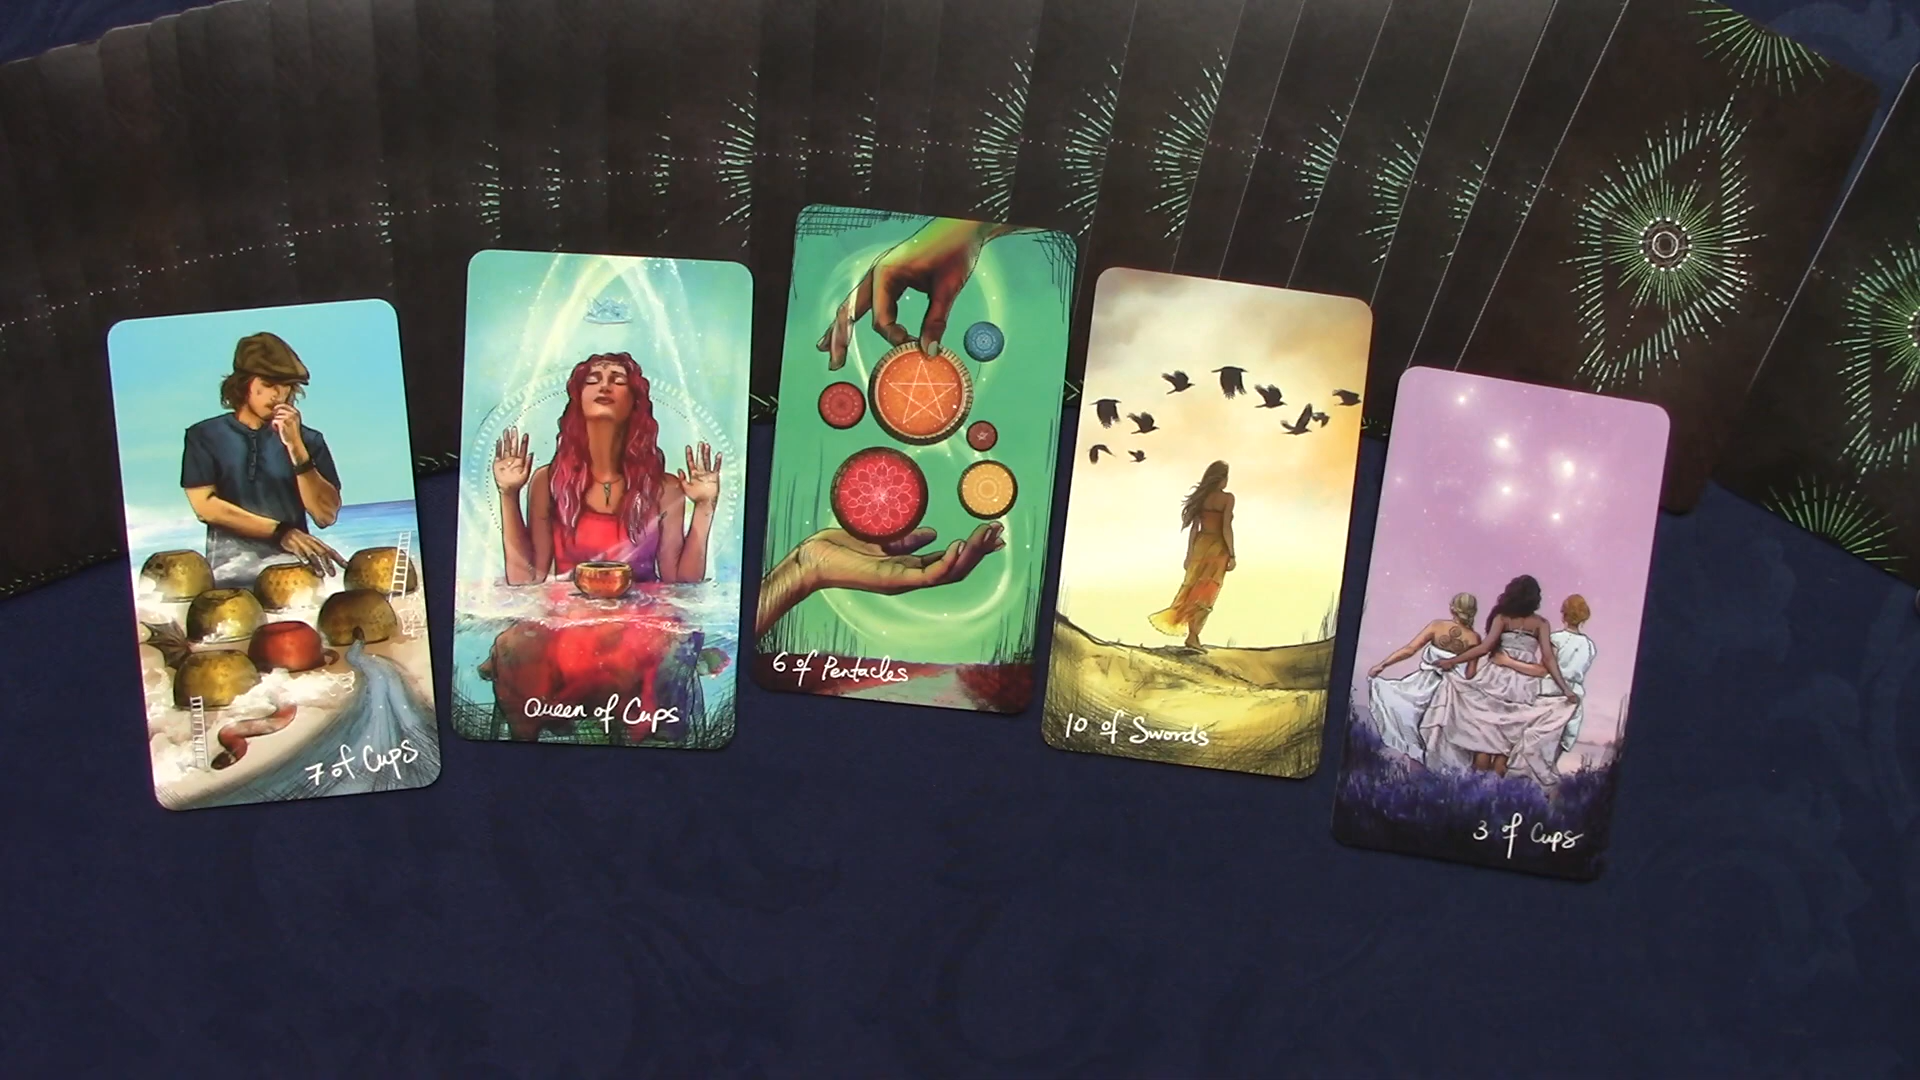 7 of Cups
Queen of Cups
6 of Pentacles
10 of Swords
3 of Cups